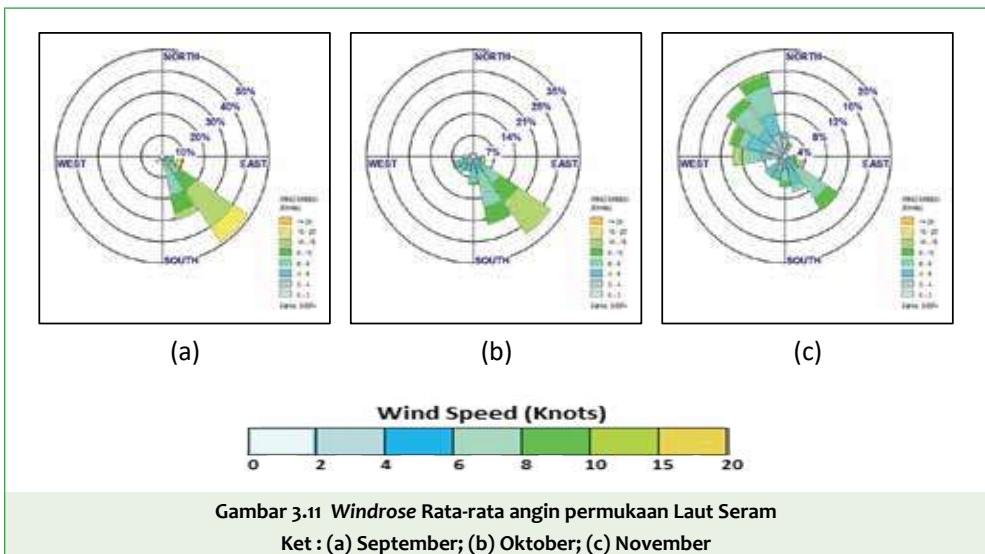 NORTH
50%
40%
30%
20%
10%
WEST
EAST
SOUTH
NORTH
35%
28%
21%
14%
7%
WEST
EAST
SOUTH
NORTH
20%
16%
12%
8%
4%
WEST
EAST
SOUTH
(a)
(b)
(c)
Wind Speed (Knots)
0 2 4 6 8 10 15 20
Gambar 3.11 Windrose Rata-rata angin permukaan Laut Seram
Ket : (a) September; (b) Oktober; (c) November